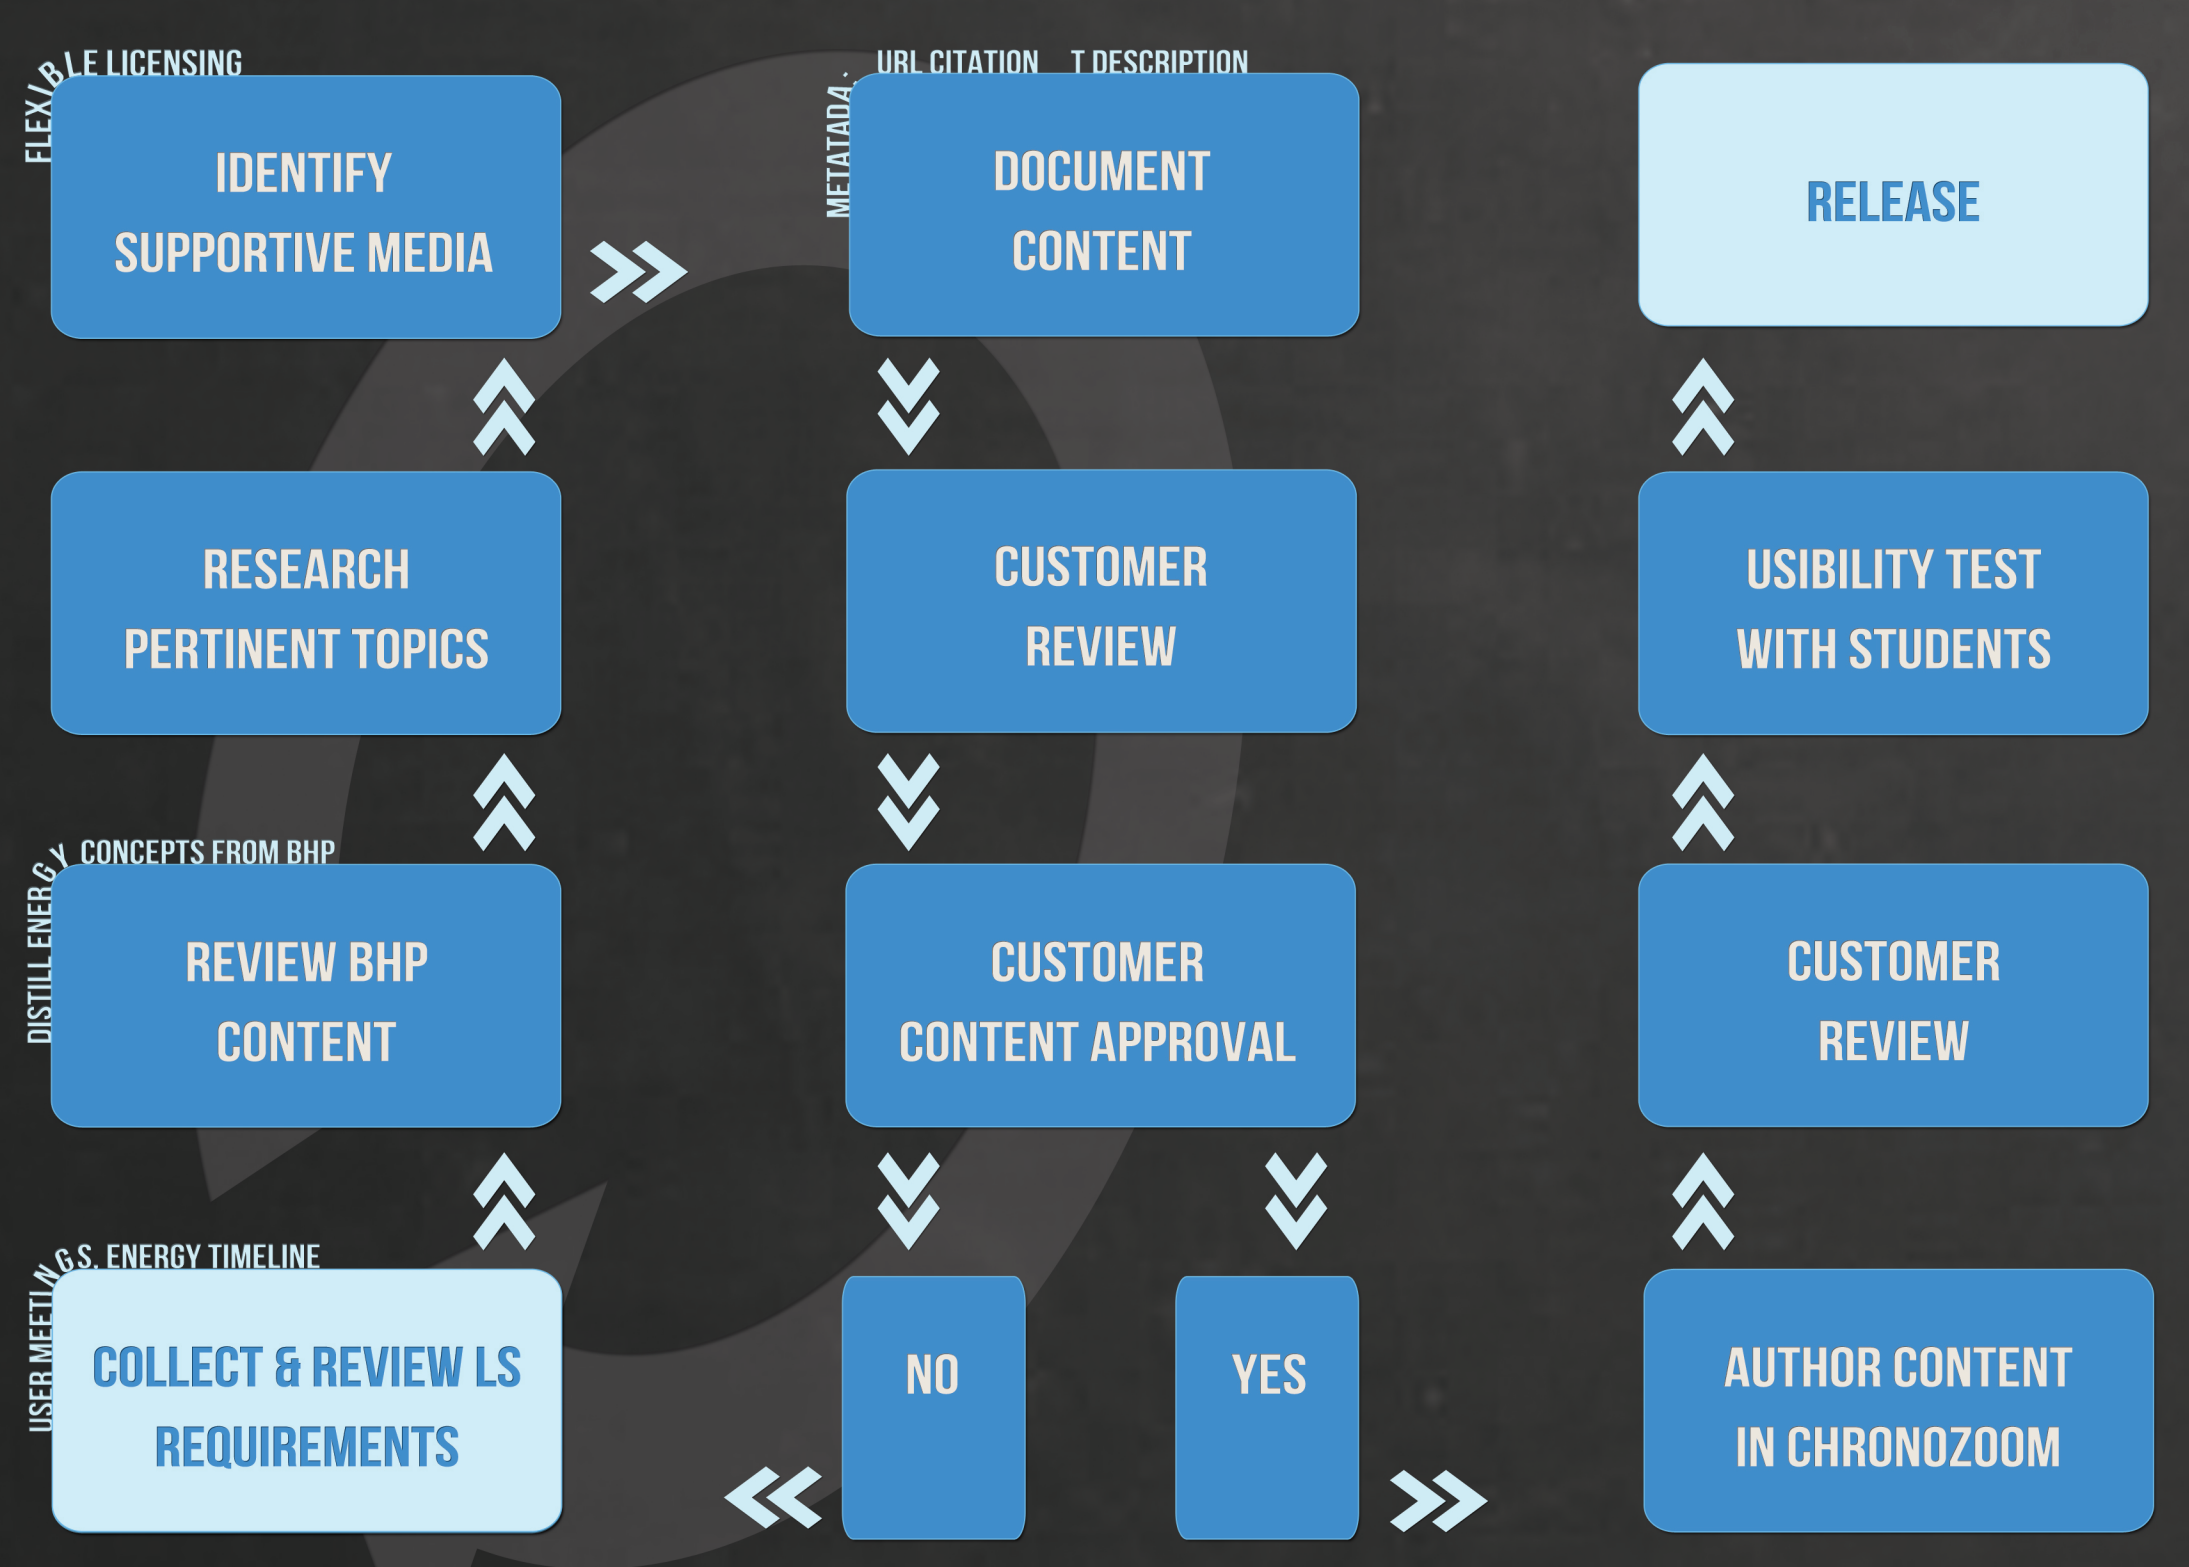 FLEXIBLE LICENSING
IDENTIFY
SUPPORTIVE MEDIA
RESEARCH
PERTINENT TOPICS
DISTILL ENERGY CONCEPTS FROM BHP
REVIEW BHP
CONTENT
USER MEETINGS, ENERGY TIMELINE
COLLECT & REVIEW LS
REQUIREMENTS
URL CITATION T DESCRIPTION
DOCUMENT
CONTENT
CUSTOMER
REVIEW
CUSTOMER
CONTENT APPROVAL
NO
YES
RELEASE
USIBILITY TEST
WITH STUDENTS
CUSTOMER
REVIEW
AUTHOR CONTENT
IN CHRONOZOOM